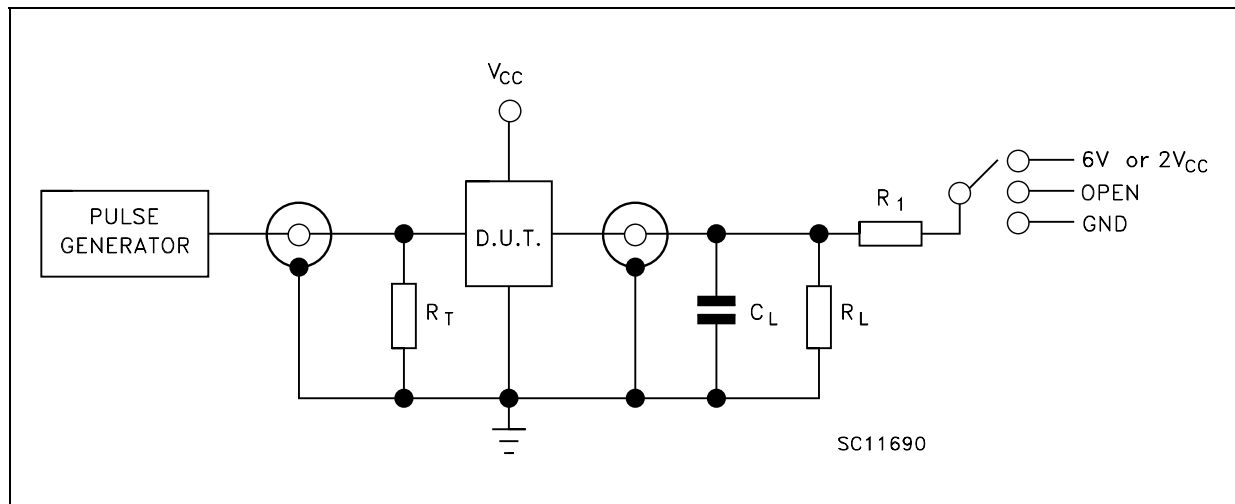 V_CC
PULSE
GENERATOR
D.U.T.
R_T
C_L
R_L
R_1
6V or 2V_CC
OPEN
GND
SC11690